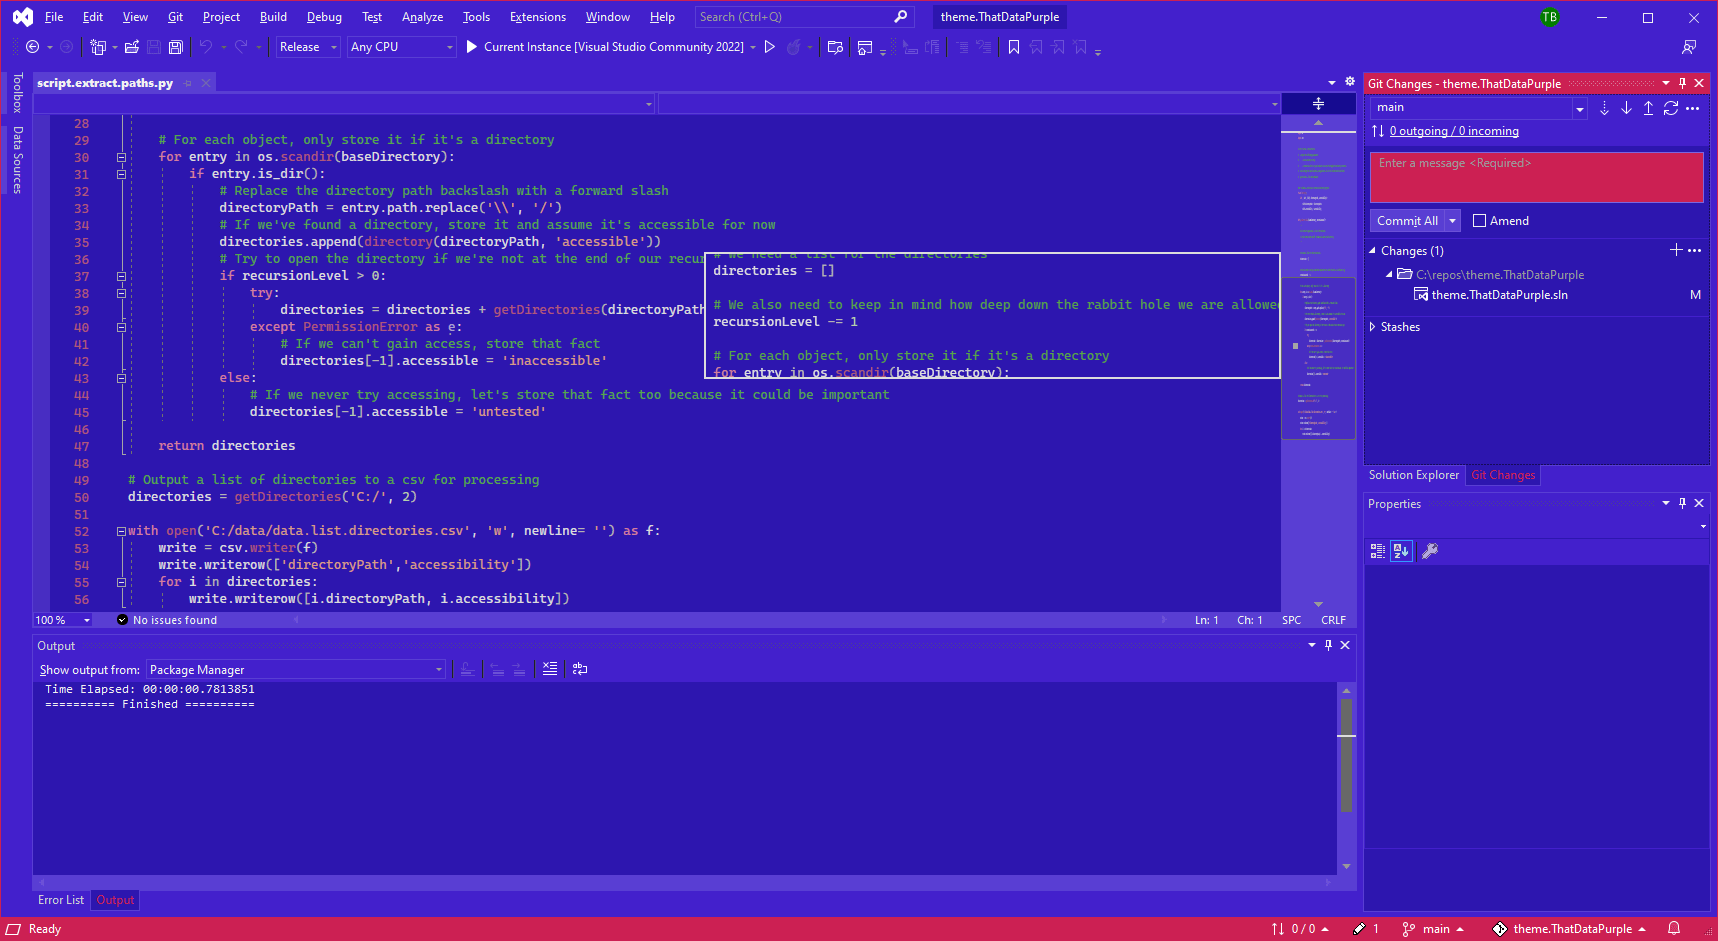 File Edit View Git Project Build Debug Test Analyze Tools Extensions Window Help Search (Ctrl+Q) theme.ThatDataPurple TB
Release Any CPU Current Instance [Visual Studio Community 2022]
Toolbox
Data Sources
script.extract.paths.py
28
29 # For each object, only store it if it's a directory
30 for entry in os.scandir(baseDirectory):
31 if entry.is_dir():
32 # Replace the directory path backslash with a forward slash
33 directoryPath = entry.path.replace('\\', '/')
34 # If we've found a directory, store it and assume it's accessible for now
35 directories.append(directory(directoryPath, 'accessible'))
36 # Try to open the directory if we're not at the end of our recur
37 if recursionLevel > 0:
38 try:
39 directories = directories + getDirectories(directoryPath
40 except PermissionError as e:
41 # If we can't gain access, store that fact
42 directories[-1].accessible = 'inaccessible'
43 else:
44 # If we never try accessing, let's store that fact too because it could be important
45 directories[-1].accessible = 'untested'
46
47 return directories
48
49 # Output a list of directories to a csv for processing
50 directories = getDirectories('C:/', 2)
51
52 with open('C:/data/data.list.directories.csv', 'w', newline= '') as f:
53 write = csv.writer(f)
54 write.writerow(['directoryPath','accessibility'])
55 for i in directories:
56 write.writerow([i.directoryPath, i.accessibility])
# We need a list for the directories
directories = []
# We also need to keep in mind how deep down the rabbit hole we are allowe
recursionLevel -= 1
# For each object, only store it if it's a directory
for entry in os.scandir(baseDirectory):
100 % No issues found Ln: 1 Ch: 1 SPC CRLF
Output
Show output from: Package Manager
Time Elapsed: 00:00:00.7813851
========== Finished ==========
Error List Output
Git Changes - theme.ThatDataPurple
main
0 outgoing / 0 incoming
Enter a message <Required>
Commit All Amend
Changes (1)
C:\repos\theme.ThatDataPurple
theme.ThatDataPurple.sln M
Stashes
Solution Explorer Git Changes
Properties
Ready 0 / 0 1 main theme.ThatDataPurple